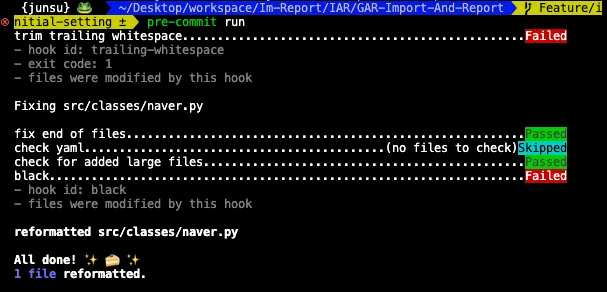 {junsu} 🐸 ~/Desktop/workspace/Im-Report/IAR/GAR-Import-And-Report Feature/i
nitial-setting ± pre-commit run
trim trailing whitespace.................................................Failed
- hook id: trailing-whitespace
- exit code: 1
- files were modified by this hook

Fixing src/classes/naver.py

fix end of files.........................................................Passed
check yaml...........................................(no files to check)Skipped
check for added large files..............................................Passed
black....................................................................Failed
- hook id: black
- files were modified by this hook

reformatted src/classes/naver.py

All done! ✨ 🍰 ✨
1 file reformatted.